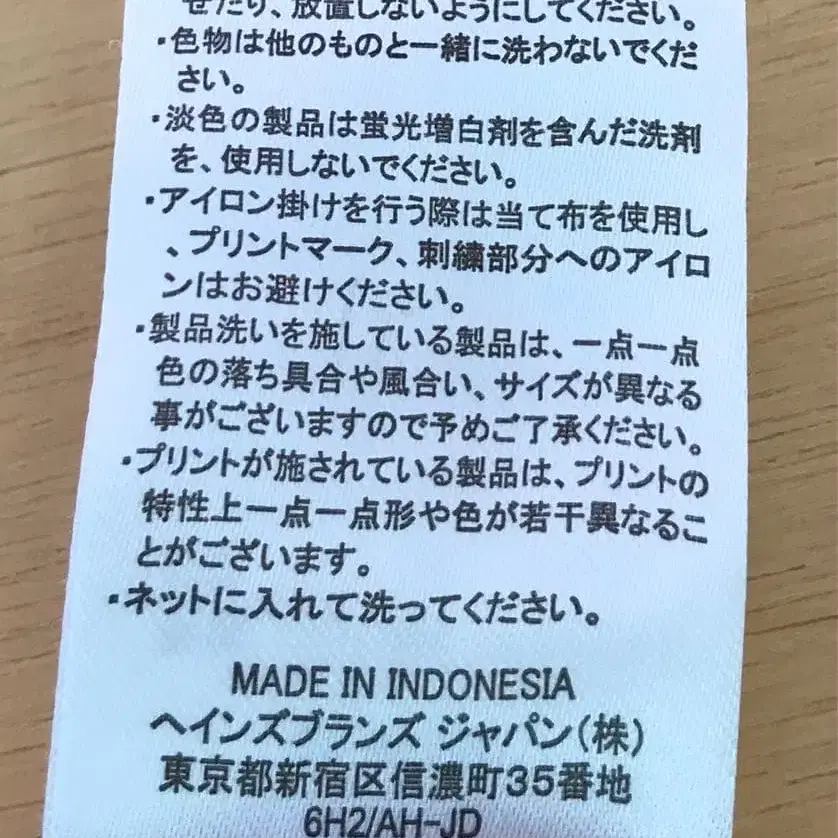 せたり、放置しないようにしてください。
・色物は他のものと一緒に洗わないでくだ
さい。
・淡色の製品は蛍光増白剤を含んだ洗剤
を、使用しないでください。
・アイロン掛けを行う際は当て布を使用し
、プリントマーク、刺繍部分へのアイロ
ンはお避けください。
・製品洗いを施している製品は、一点一点
色の落ち具合や風合い、サイズが異なる
事がございますので予めご了承ください。
・プリントが施されている製品は、プリントの
特性上一点一点形や色が若干異なるこ
とがございます。
・ネットに入れて洗ってください。
MADE IN INDONESIA
ヘインズブランズ ジャパン(株)
東京都新宿区信濃町35番地
6H2/AH-JD